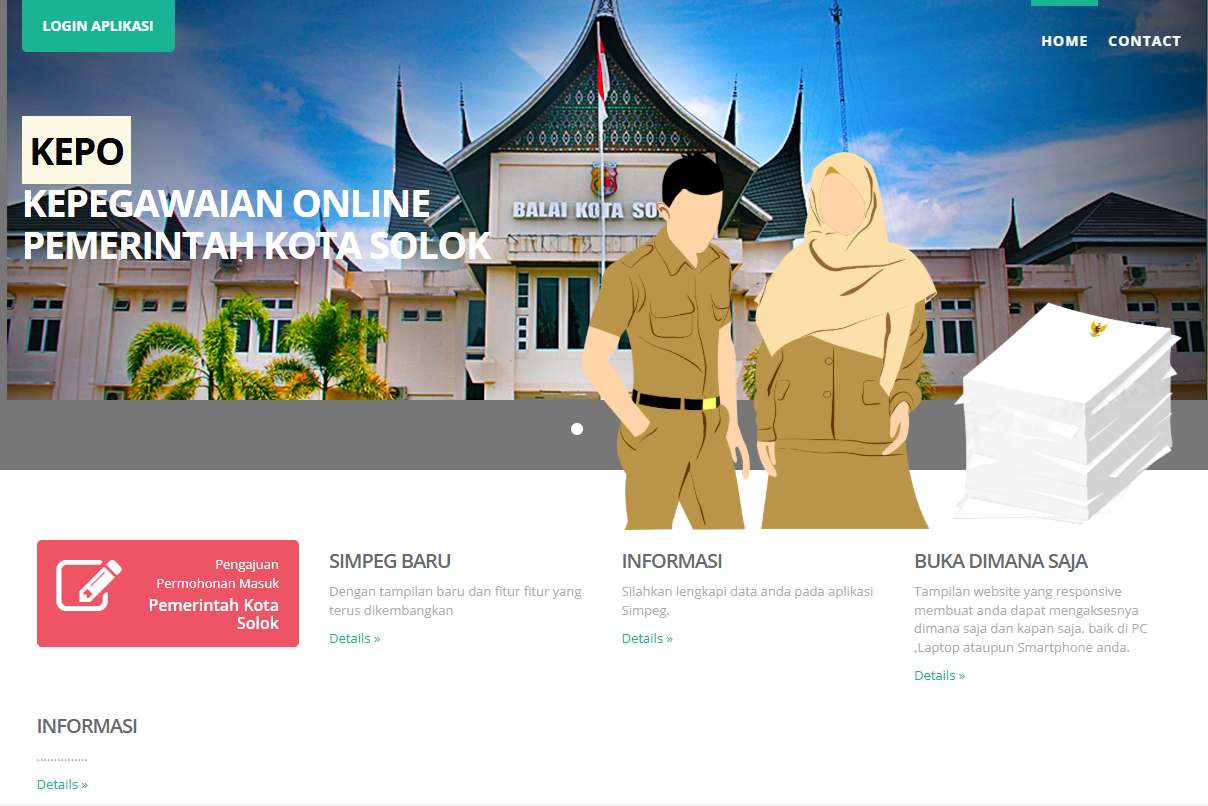 LOGIN APLIKASI
HOME CONTACT
KEPO
KEPEGAWAIAN ONLINE
PEMERINTAH KOTA SOLOK
BALAI KOTA SO
Pengajuan
Permohonan Masuk
Pemerintah Kota
Solok
SIMPEG BARU
Dengan tampilan baru dan fitur fitur yang
terus dikembangkan
Details »
INFORMASI
Silahkan lengkapi data anda pada aplikasi
Simpeg.
Details »
BUKA DIMANA SAJA
Tampilan website yang responsive
membuat anda dapat mengaksesnya
dimana saja dan kapan saja, baik di PC
,Laptop ataupun Smartphone anda.
Details »
INFORMASI
...............
Details »